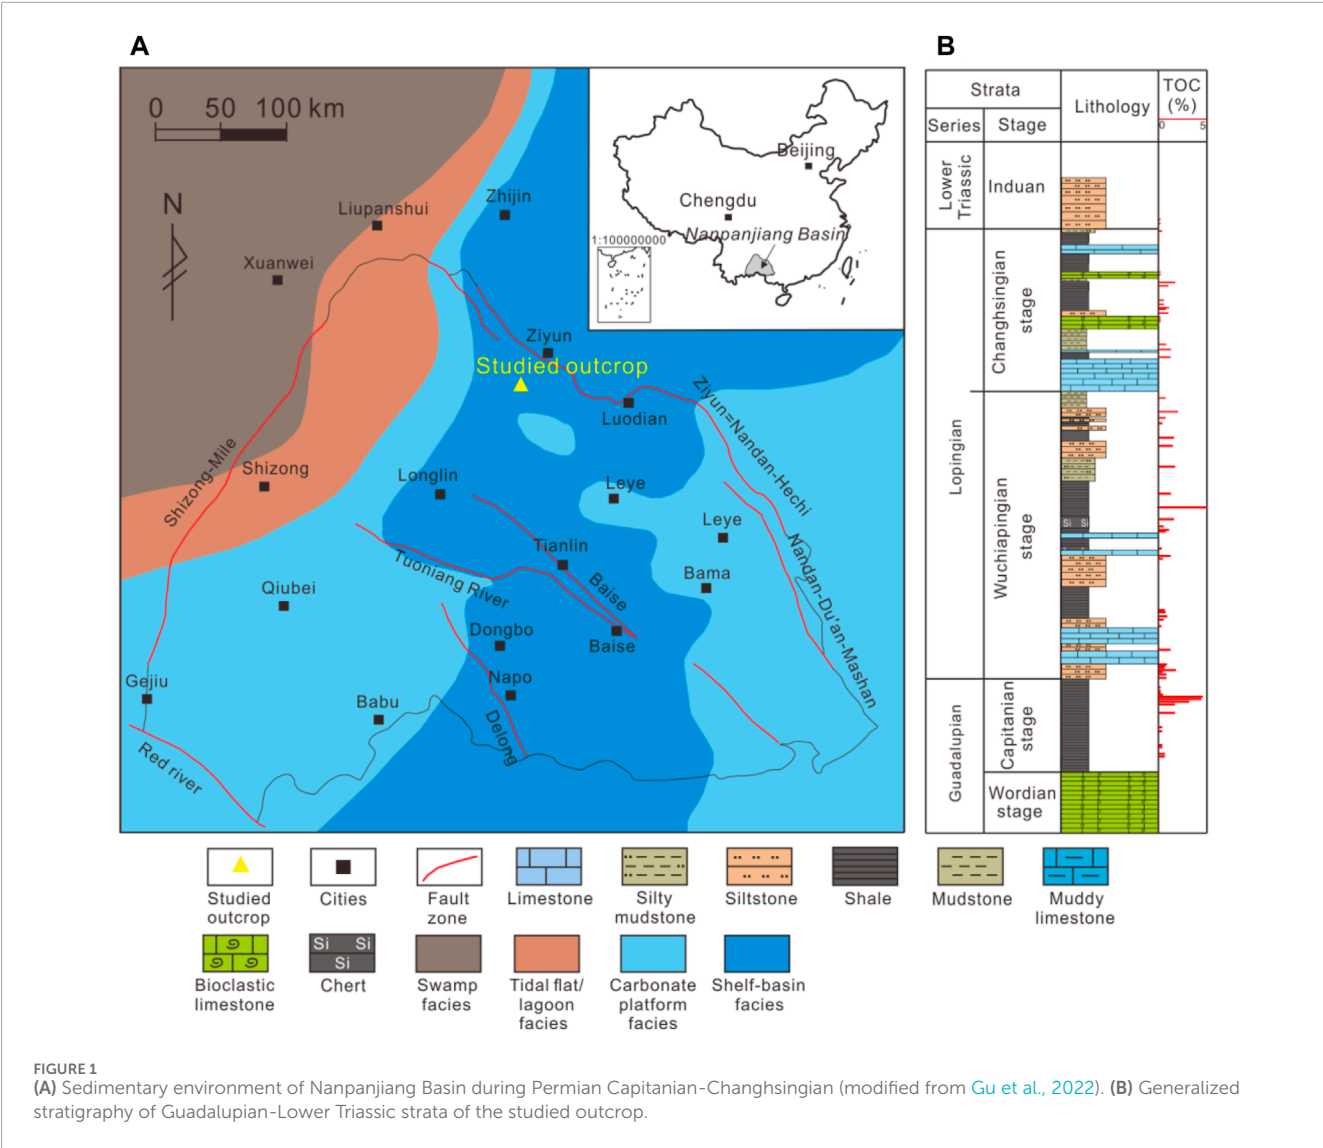 A
B
0 50 100 km
N
Liupanshui
Zhijin
Xuanwei
Beijing
Chengdu
Nanpanjiang Basin
1:100000000
Ziyun
Studied outcrop
Luodian
Ziyun=Nandan-Hechi
Shizong-Mile
Shizong
Longlin
Leye
Leye
Tianlin
Baise
Tuoniang River
Bama
Nandan-Du'an-Mashan
Qiubei
Dongbo
Baise
Napo
Gejiu
Babu
Delong
Red river
Strata
Lithology
TOC
(%)
Series
Stage
0 5
Lower
Triassic
Induan
Lopingian
Changhsingian
stage
Wuchiapingian
stage
Si Si
Guadalupian
Capitanian
stage
Wordian
stage
Studied
outcrop
Cities
Fault
zone
Limestone
Silty
mudstone
Siltstone
Shale
Mudstone
Muddy
limestone
Si Si
Si
Bioclastic
limestone
Chert
Swamp
facies
Tidal flat/
lagoon
facies
Carbonate
platform
facies
Shelf-basin
facies
FIGURE 1
(A) Sedimentary environment of Nanpanjiang Basin during Permian Capitanian-Changhsingian (modified from Gu et al., 2022). (B) Generalized
stratigraphy of Guadalupian-Lower Triassic strata of the studied outcrop.